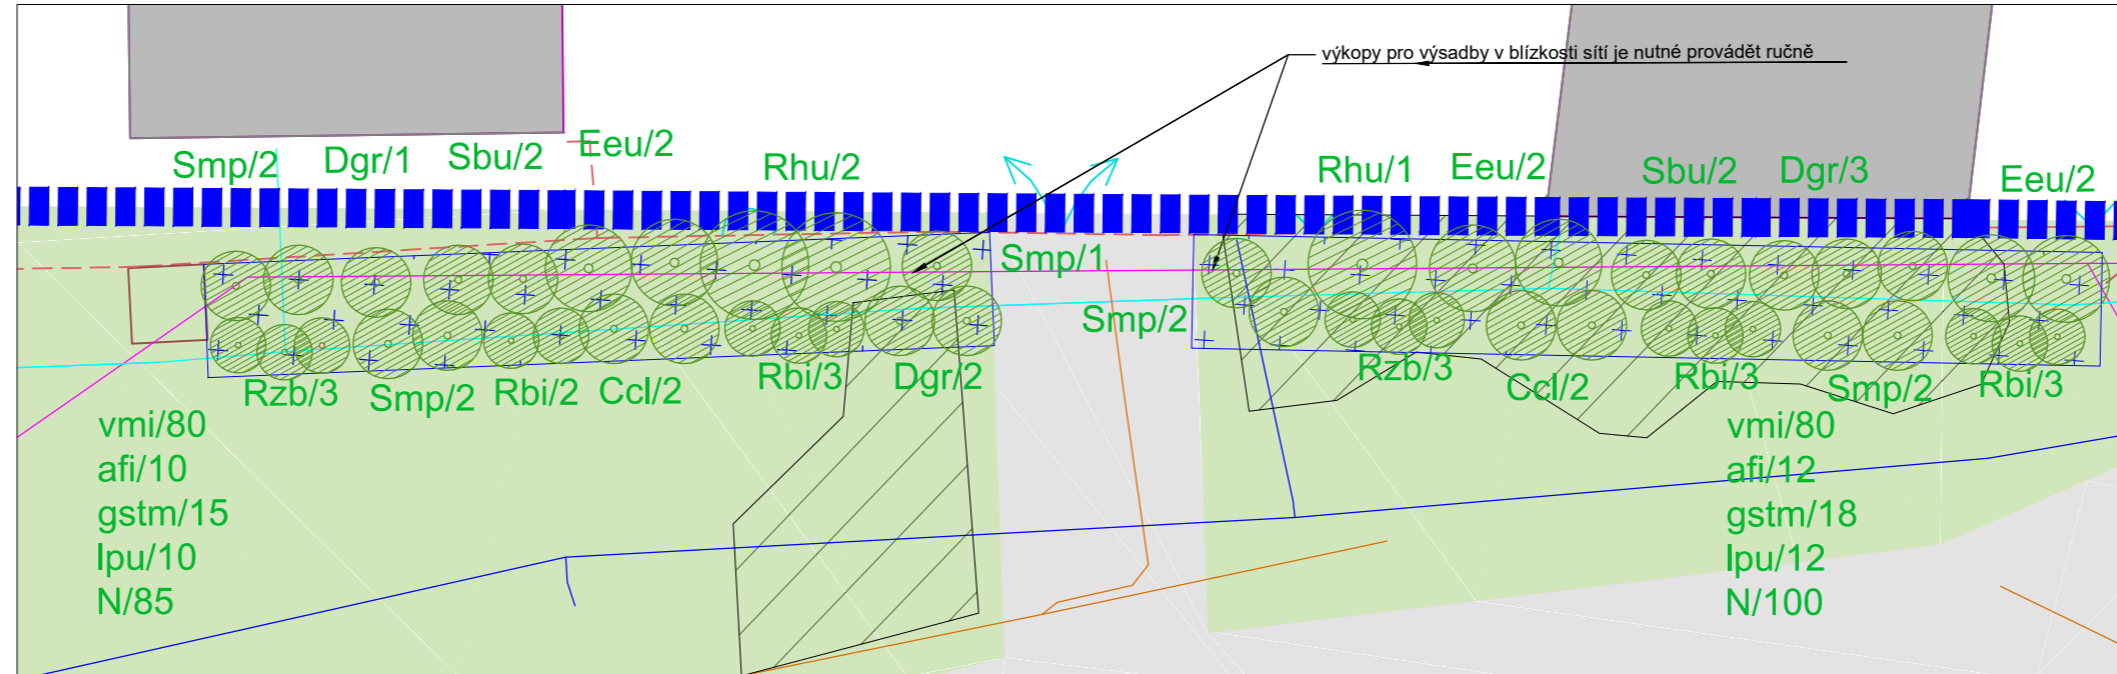 výkopy pro výsadby v blízkosti sítí je nutné provádět ručně
Smp/2
Dgr/1
Sbu/2
Eeu/2
Rhu/2
Rhu/1
Eeu/2
Sbu/2
Dgr/3
Eeu/2
Smp/1
Smp/2
Rzb/3
Smp/2
Rbi/2
Ccl/2
Rbi/3
Dgr/2
Rzb/3
Ccl/2
Rbi/3
Smp/2
Rbi/3
vmi/80
afi/10
gstm/15
lpu/10
N/85
vmi/80
afi/12
gstm/18
lpu/12
N/100